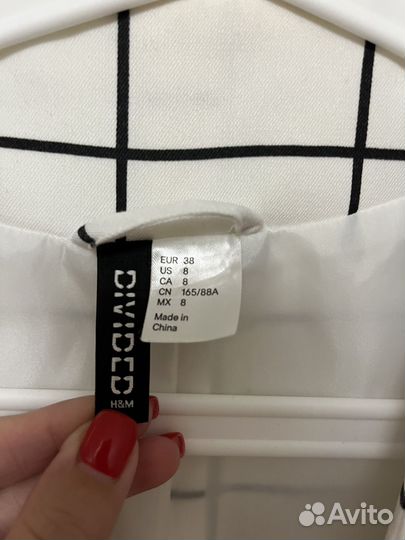 DIVIDED
H&M
EUR 38
US 8
CA 8
CN 165/88A
MX 8
Made in
China
Avito